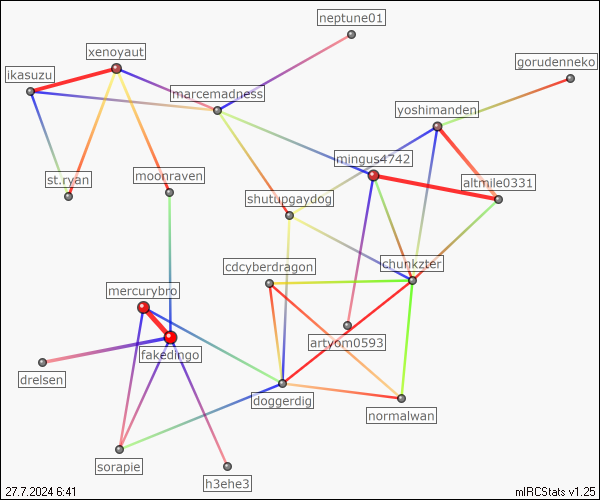 neptune01
xenoyaut
gorudenneko
ikasuzu
marcemadness
yoshimanden
mingus4742
st.ryan
moonraven
altmile0331
shutupgaydog
cdcyberdragon
chunkzter
mercurybro
artyom0593
fakedingo
drelsen
doggerdig
normalwan
sorapie
h3ehe3
27.7.2024 6:41
mIRCStats v1.25